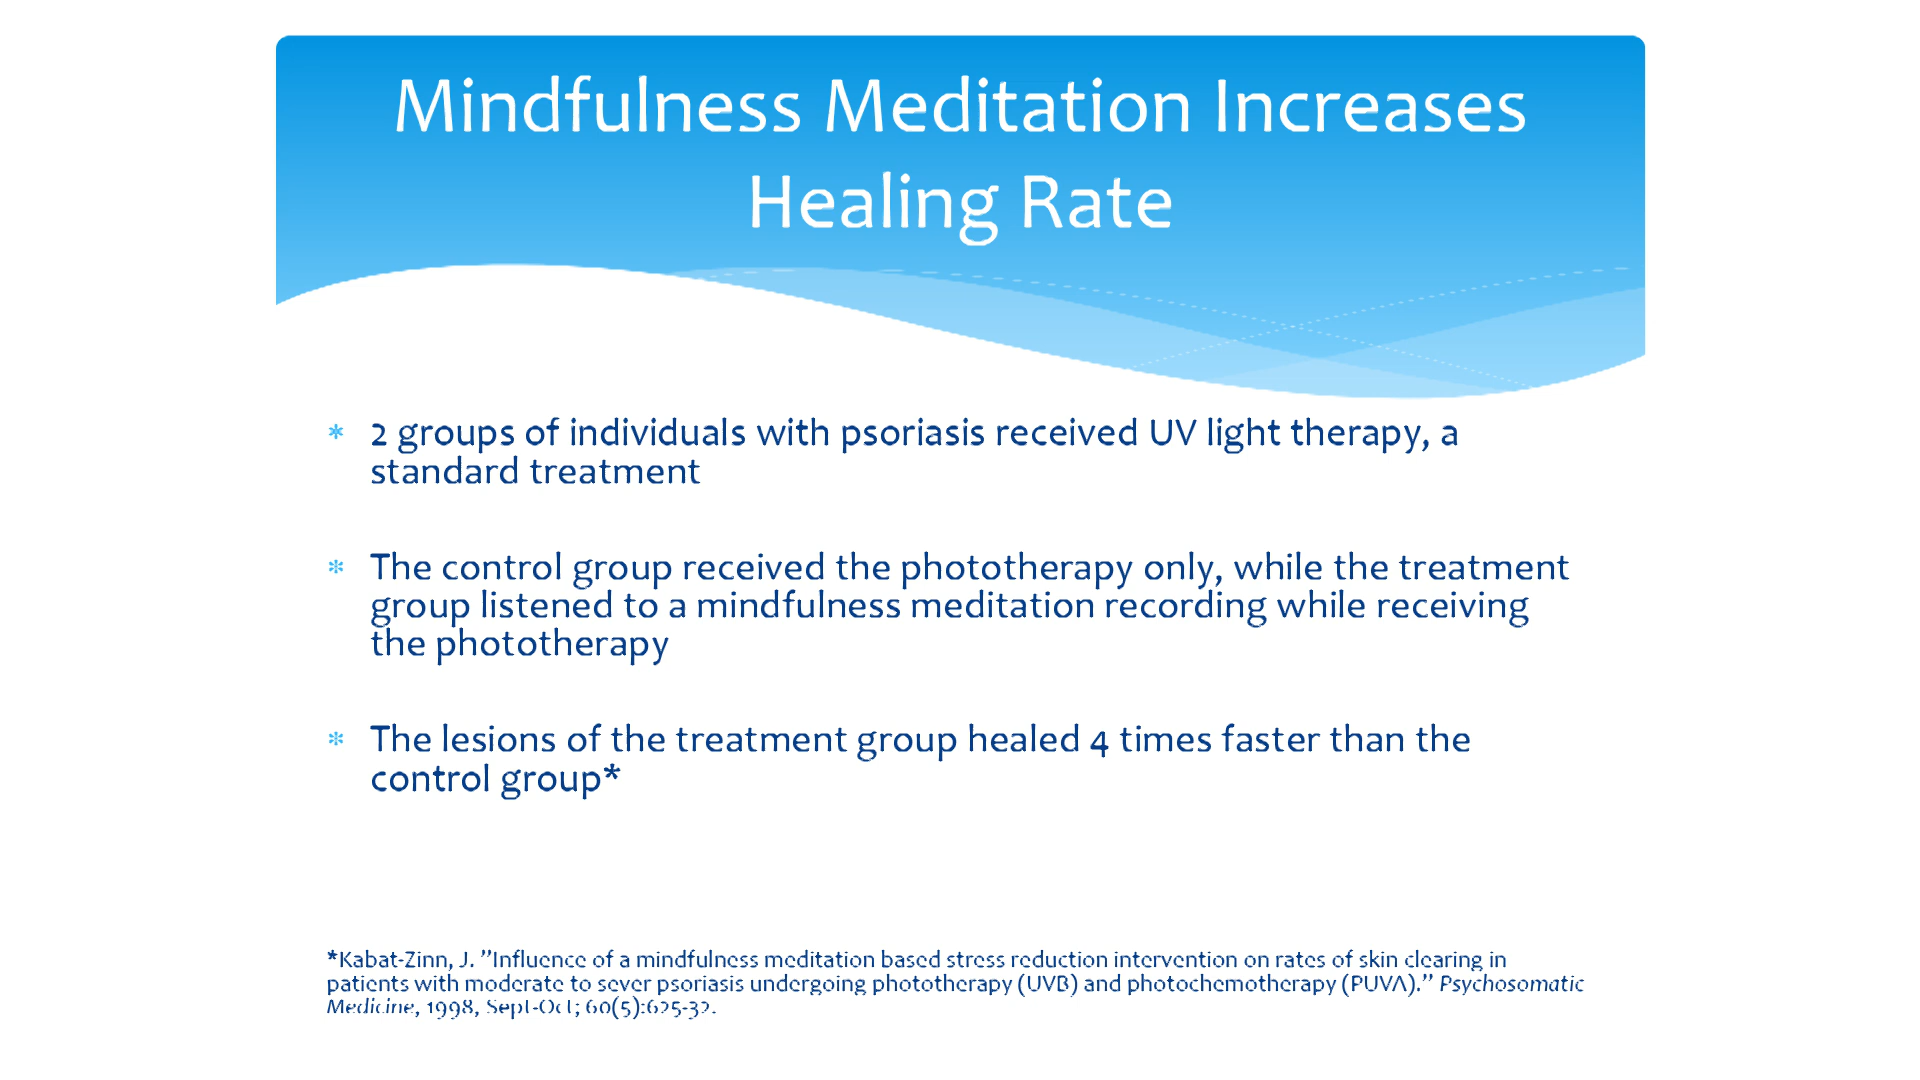 Mindfulness Meditation Increases
Healing Rate
* 2 groups of individuals with psoriasis received UV light therapy, a
standard treatment
* The control group received the phototherapy only, while the treatment
group listened to a mindfulness meditation recording while receiving
the phototherapy
* The lesions of the treatment group healed 4 times faster than the
control group*
*Kabat-Zinn, J. ”Influence of a mindfulness meditation based stress reduction intervention on rates of skin clearing in
patients with moderate to sever psoriasis undergoing phototherapy (UVB) and photochemotherapy (PUVA).” Psychosomatic
Medicine, 1998, Sept-Oct; 60(5):625-32.